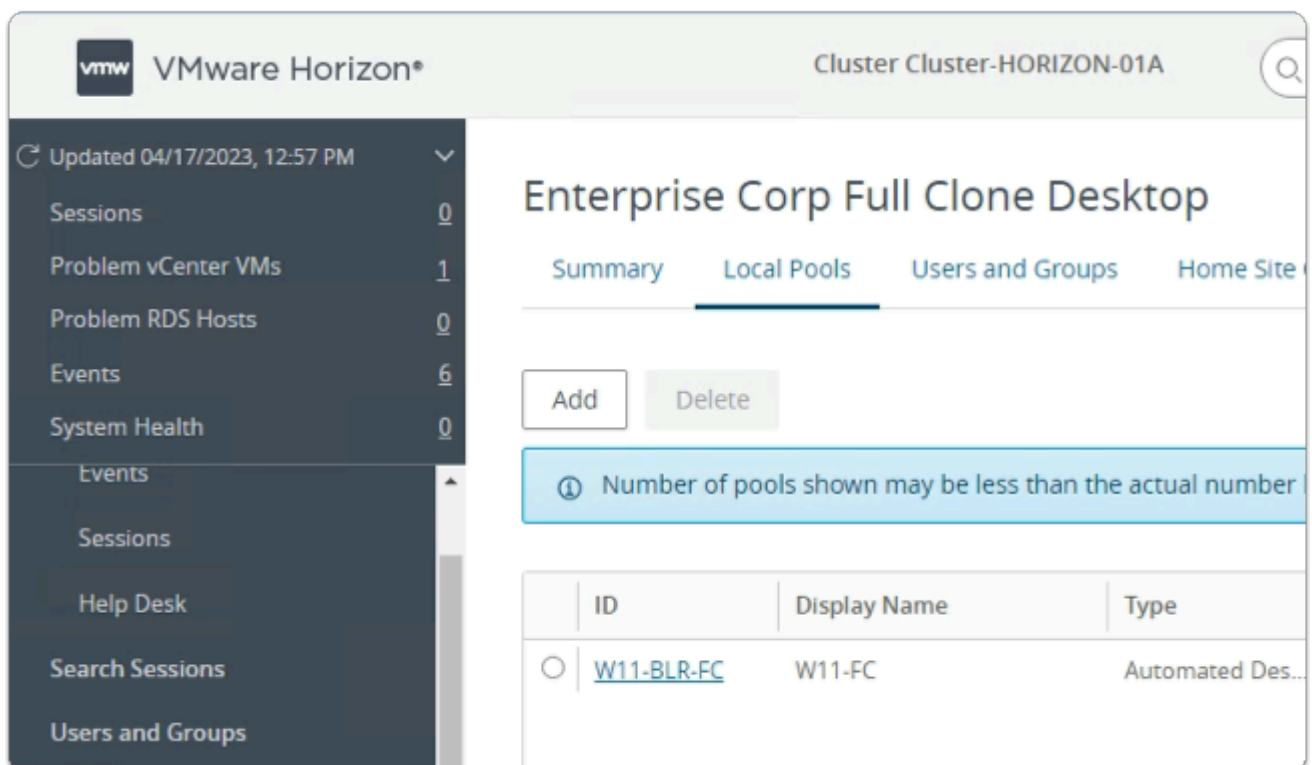 vmw VMware Horizon® Cluster Cluster-HORIZON-01A
Updated 04/17/2023, 12:57 PM
Sessions 0
Problem vCenter VMs 1
Problem RDS Hosts 0
Events 6
System Health 0
Events
Sessions
Help Desk
Search Sessions
Users and Groups
Enterprise Corp Full Clone Desktop
Summary Local Pools Users and Groups Home Site
Add Delete
Number of pools shown may be less than the actual number
ID Display Name Type
W11-BLR-FC W11-FC Automated Des...